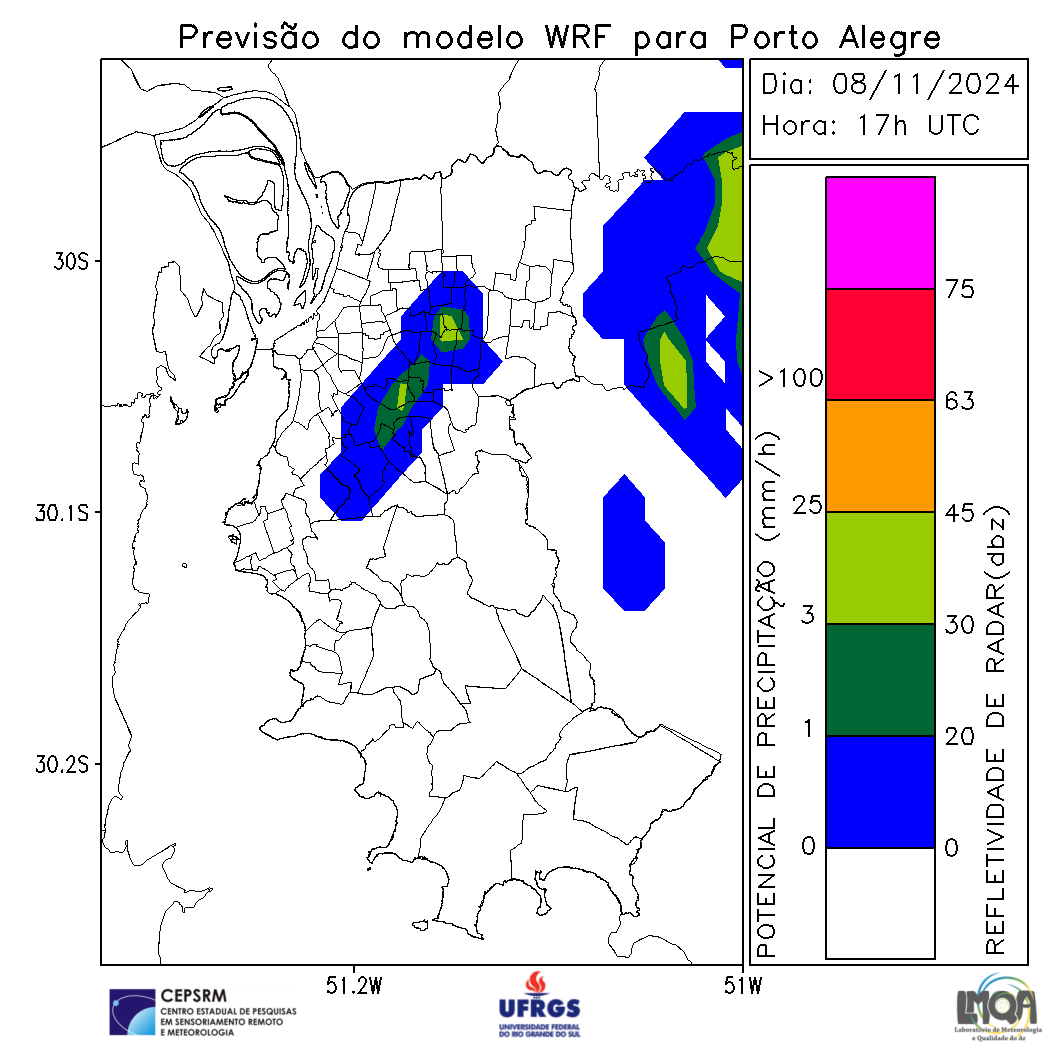 Previsão do modelo WRF para Porto Alegre
Dia: 08/11/2024
Hora: 17h UTC
30S
30.1S
30.2S
51.2W
51W
POTENCIAL DE PRECIPITAÇÃO (mm/h)
>100
25
3
1
0
75
63
45
30
20
0
REFLETIVIDADE DE RADAR(dbz)
CEPSRM
CENTRO ESTADUAL DE PESQUISAS
EM SENSORIAMENTO REMOTO
E METEOROLOGIA
UFRGS
UNIVERSIDADE FEDERAL
DO RIO GRANDE DO SUL
LMQA
Laboratório de Meteorologia
e Qualidade do Ar